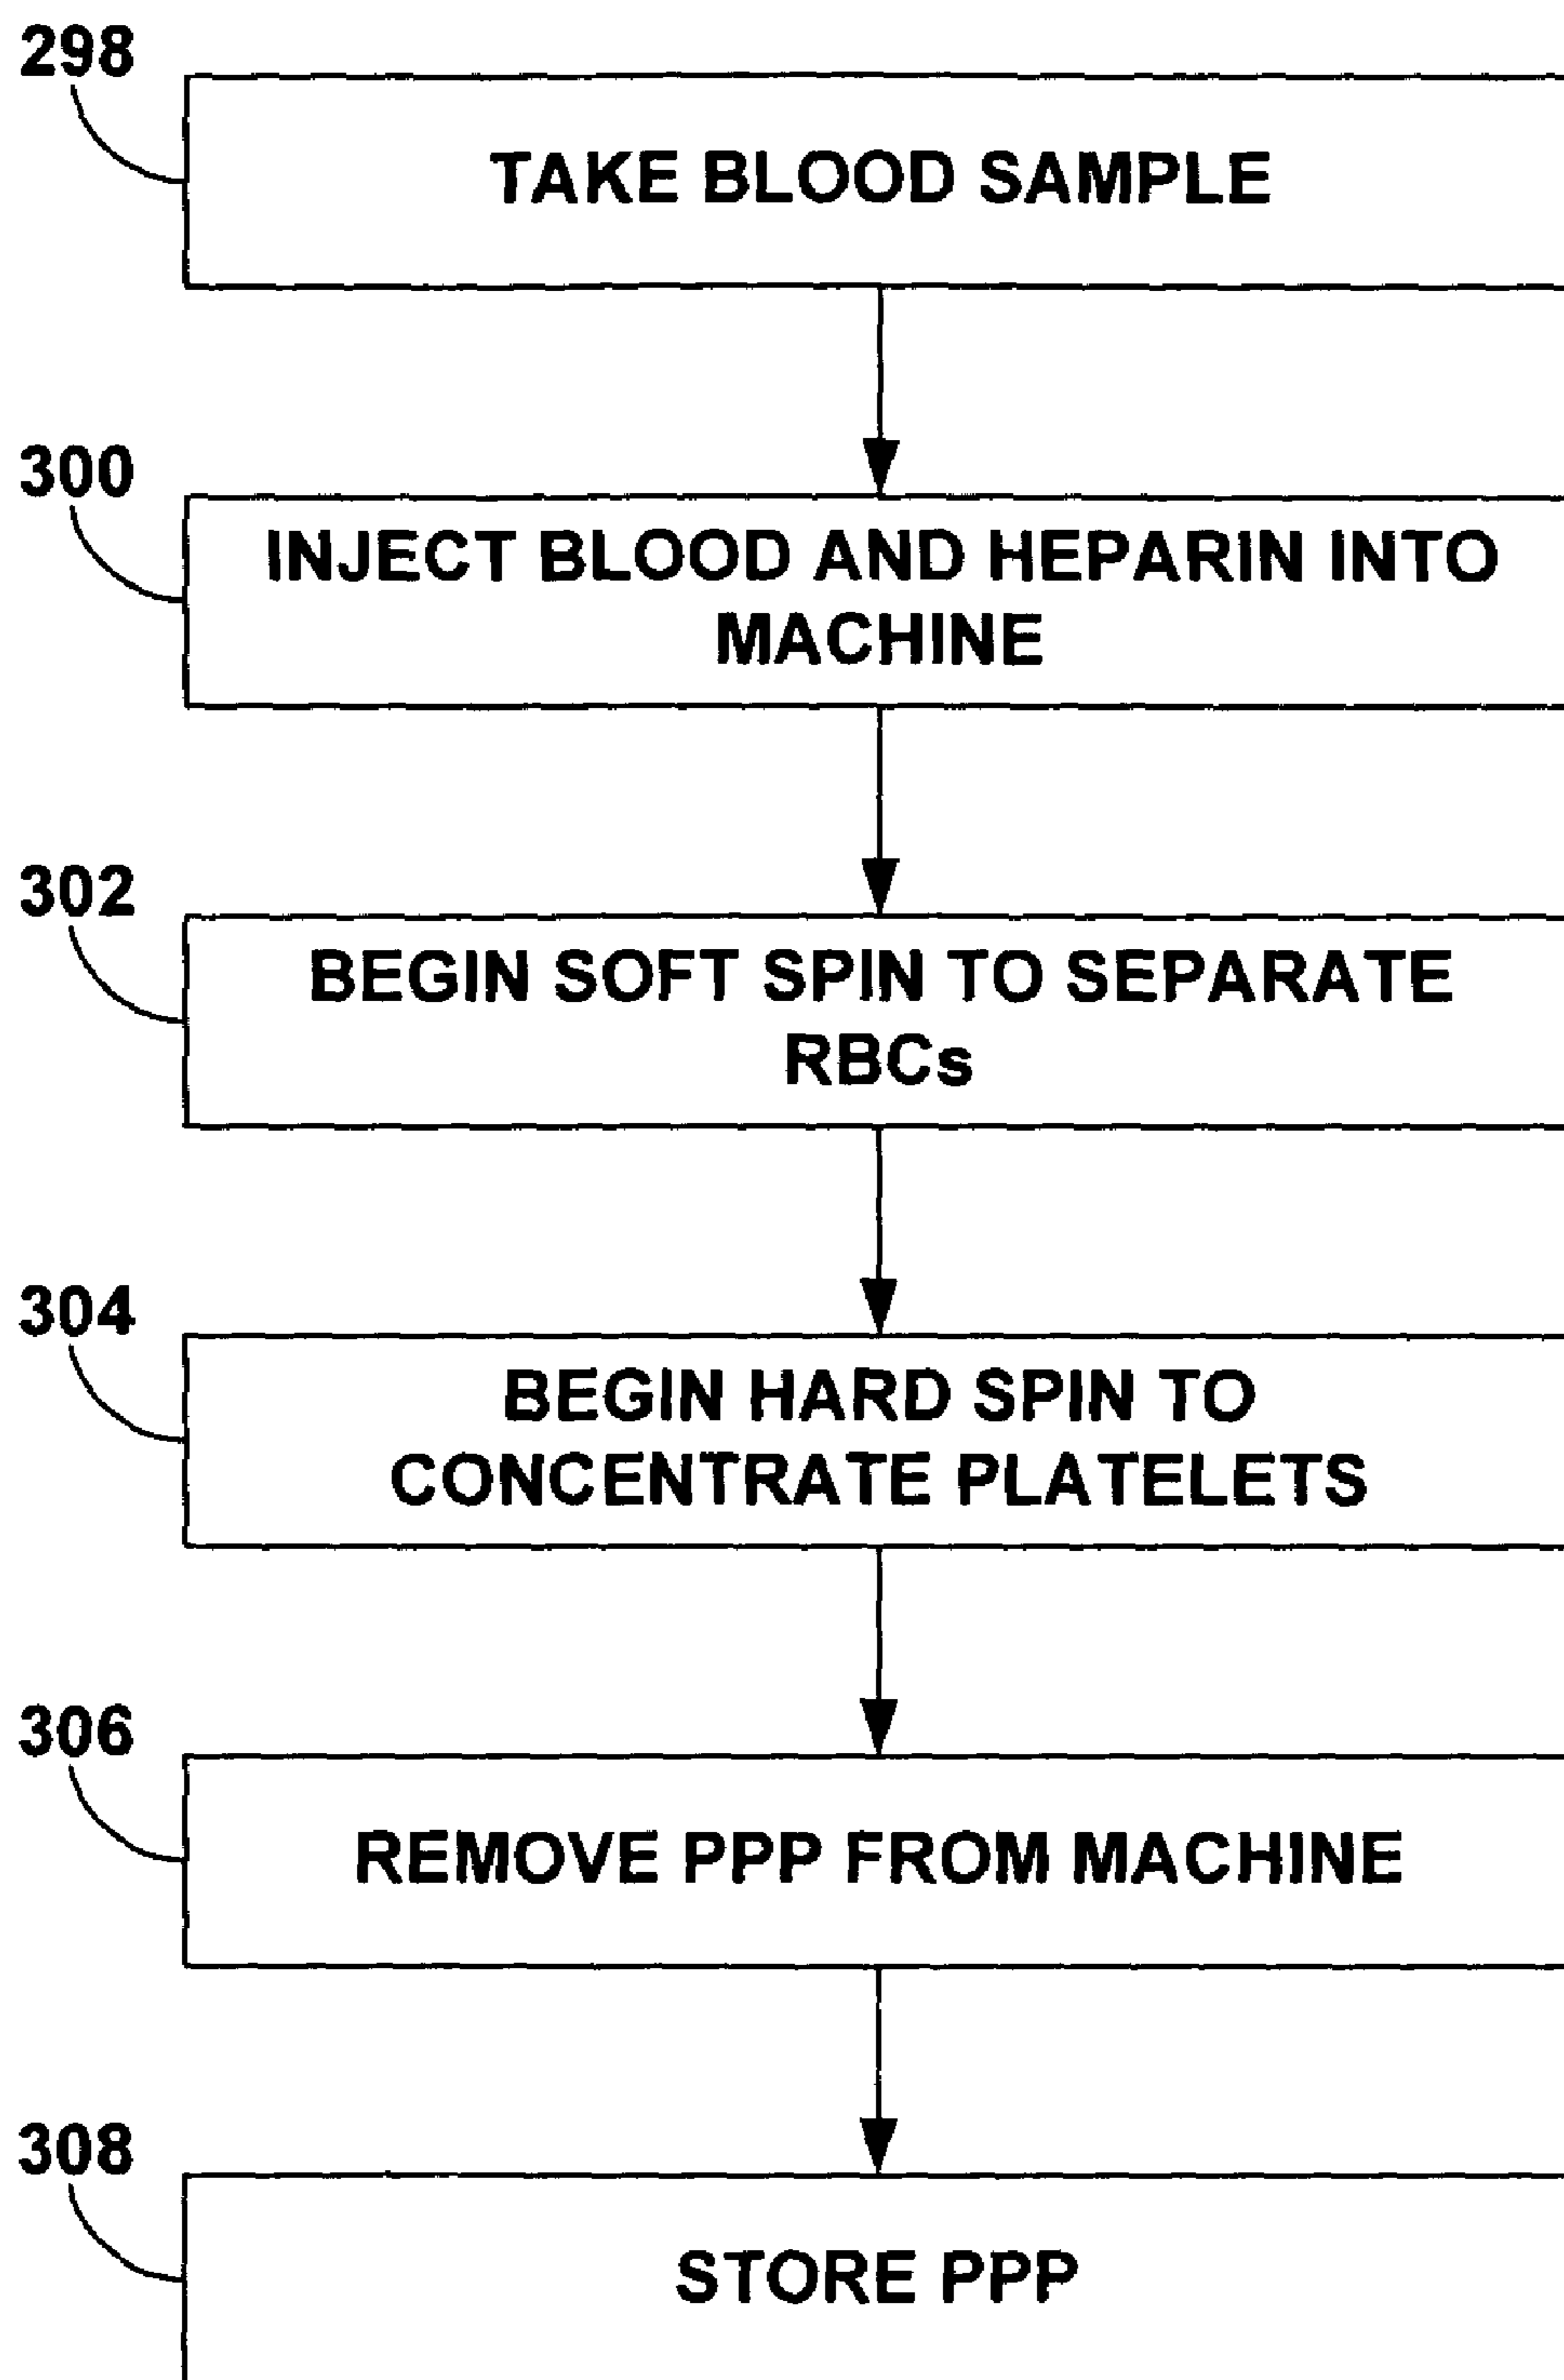 298
TAKE BLOOD SAMPLE
300
INJECT BLOOD AND HEPARIN INTO
MACHINE
302
BEGIN SOFT SPIN TO SEPARATE
RBCs
304
BEGIN HARD SPIN TO
CONCENTRATE PLATELETS
306
REMOVE PPP FROM MACHINE
308
STORE PPP